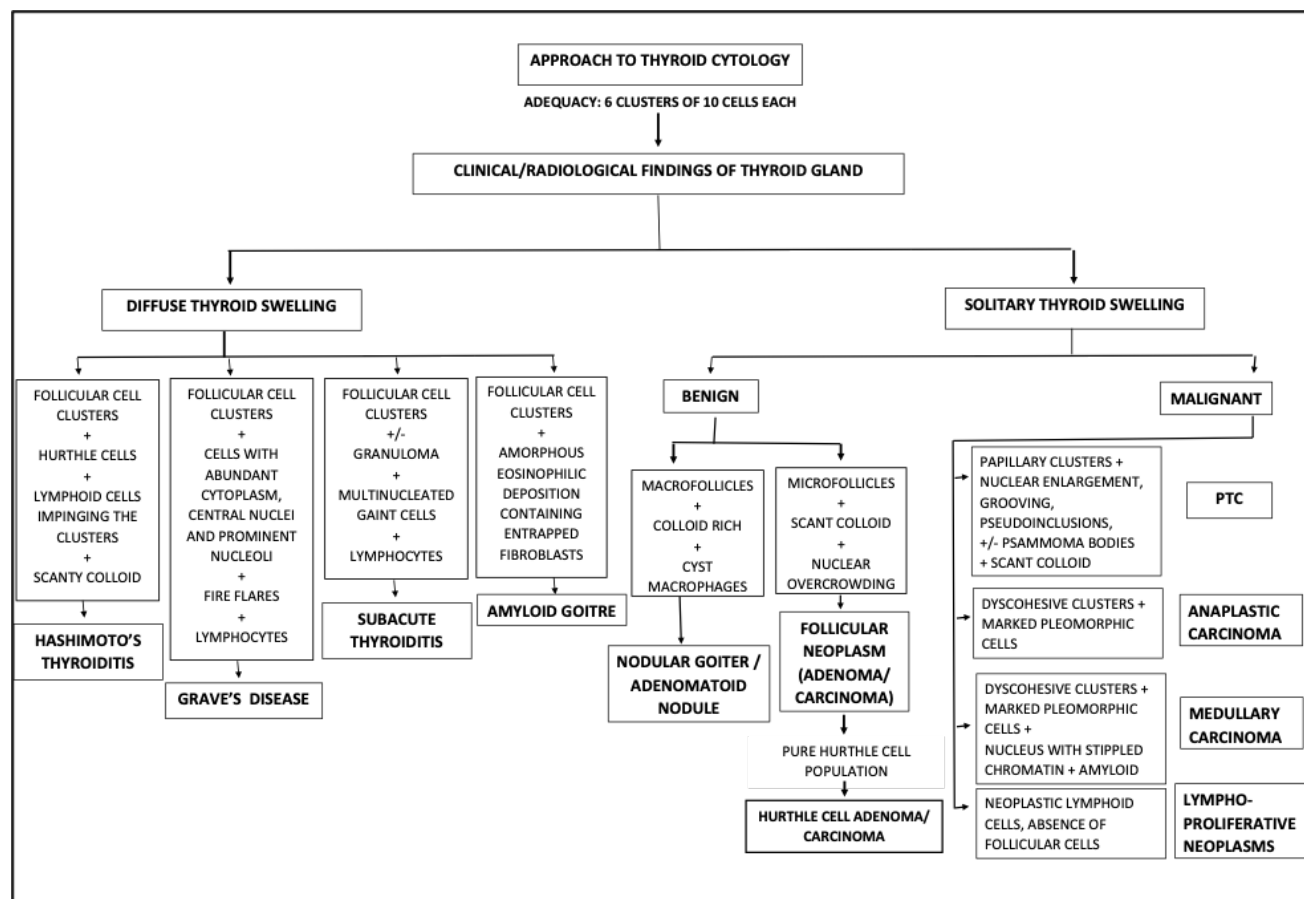 APPROACH TO THYROID CYTOLOGY
ADEQUACY: 6 CLUSTERS OF 10 CELLS EACH
CLINICAL/RADIOLOGICAL FINDINGS OF THYROID GLAND
DIFFUSE THYROID SWELLING
FOLLICULAR CELL
CLUSTERS
+
HURTHLE CELLS
+
LYMPHOID CELLS
IMPINGING THE
CLUSTERS
+
SCANTY COLLOID
HASHIMOTO'S
THYROIDITIS
FOLLICULAR CELL
CLUSTERS
+
CELLS WITH
ABUNDANT
CYTOPLASM,
CENTRAL NUCLEI
AND PROMINENT
NUCLEOLI
+
FIRE FLARES
+
LYMPHOCYTES
GRAVE'S DISEASE
FOLLICULAR CELL
CLUSTERS
+/-
GRANULOMA
+
MULTINUCLEATED
GAINT CELLS
+
LYMPHOCYTES
SUBACUTE
THYROIDITIS
FOLLICULAR CELL
CLUSTERS
+
AMORPHOUS
EOSINOPHILIC
DEPOSITION
CONTAINING
ENTRAPPED
FIBROBLASTS
AMYLOID GOITRE
SOLITARY THYROID SWELLING
BENIGN
MACROFOLLICLES
+
COLLOID RICH
+
CYST
MACROPHAGES
NODULAR GOITER /
ADENOMATOID
NODULE
MICROFOLLICLES
+
SCANT COLLOID
+
NUCLEAR
OVERCROWDING
FOLLICULAR
NEOPLASM
(ADENOMA/
CARCINOMA)
PURE HURTHLE CELL
POPULATION
HURTHLE CELL ADENOMA/
CARCINOMA
MALIGNANT
PAPILLARY CLUSTERS +
NUCLEAR ENLARGEMENT,
GROOVING,
PSEUDOINCLUSIONS,
+/- PSAMMOMA BODIES
+ SCANT COLLOID
PTC
DYSCOHESIVE CLUSTERS +
MARKED PLEOMORPHIC
CELLS
ANAPLASTIC
CARCINOMA
DYSCOHESIVE CLUSTERS +
MARKED PLEOMORPHIC
CELLS +
NUCLEUS WITH STIPPLED
CHROMATIN + AMYLOID
MEDULLARY
CARCINOMA
NEOPLASTIC LYMPHOID
CELLS, ABSENCE OF
FOLLICULAR CELLS
LYMPHO-
PROLIFERATIVE
NEOPLASMS